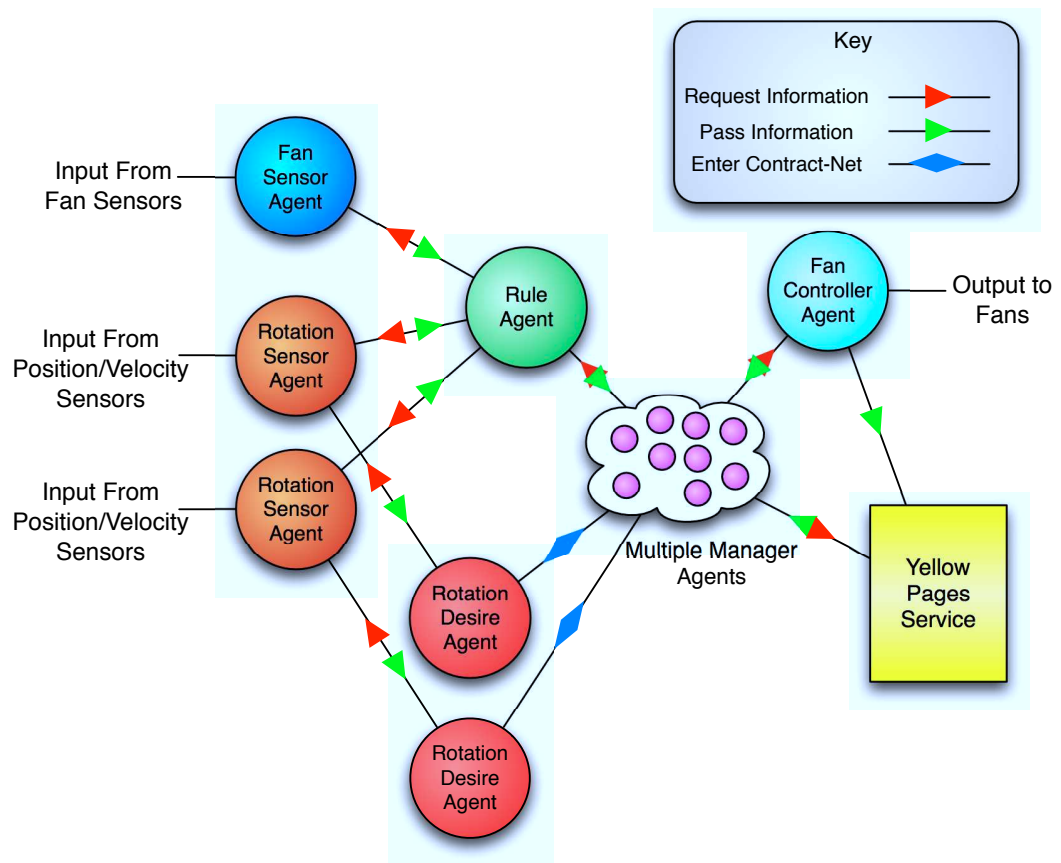 Key
Request Information
Pass Information
Enter Contract-Net
Input From
Fan Sensors
Fan
Sensor
Agent
Rule
Agent
Fan
Controller
Agent
Output to
Fans
Input From
Position/Velocity
Sensors
Rotation
Sensor
Agent
Input From
Position/Velocity
Sensors
Rotation
Sensor
Agent
Multiple Manager
Agents
Yellow
Pages
Service
Rotation
Desire
Agent
Rotation
Desire
Agent